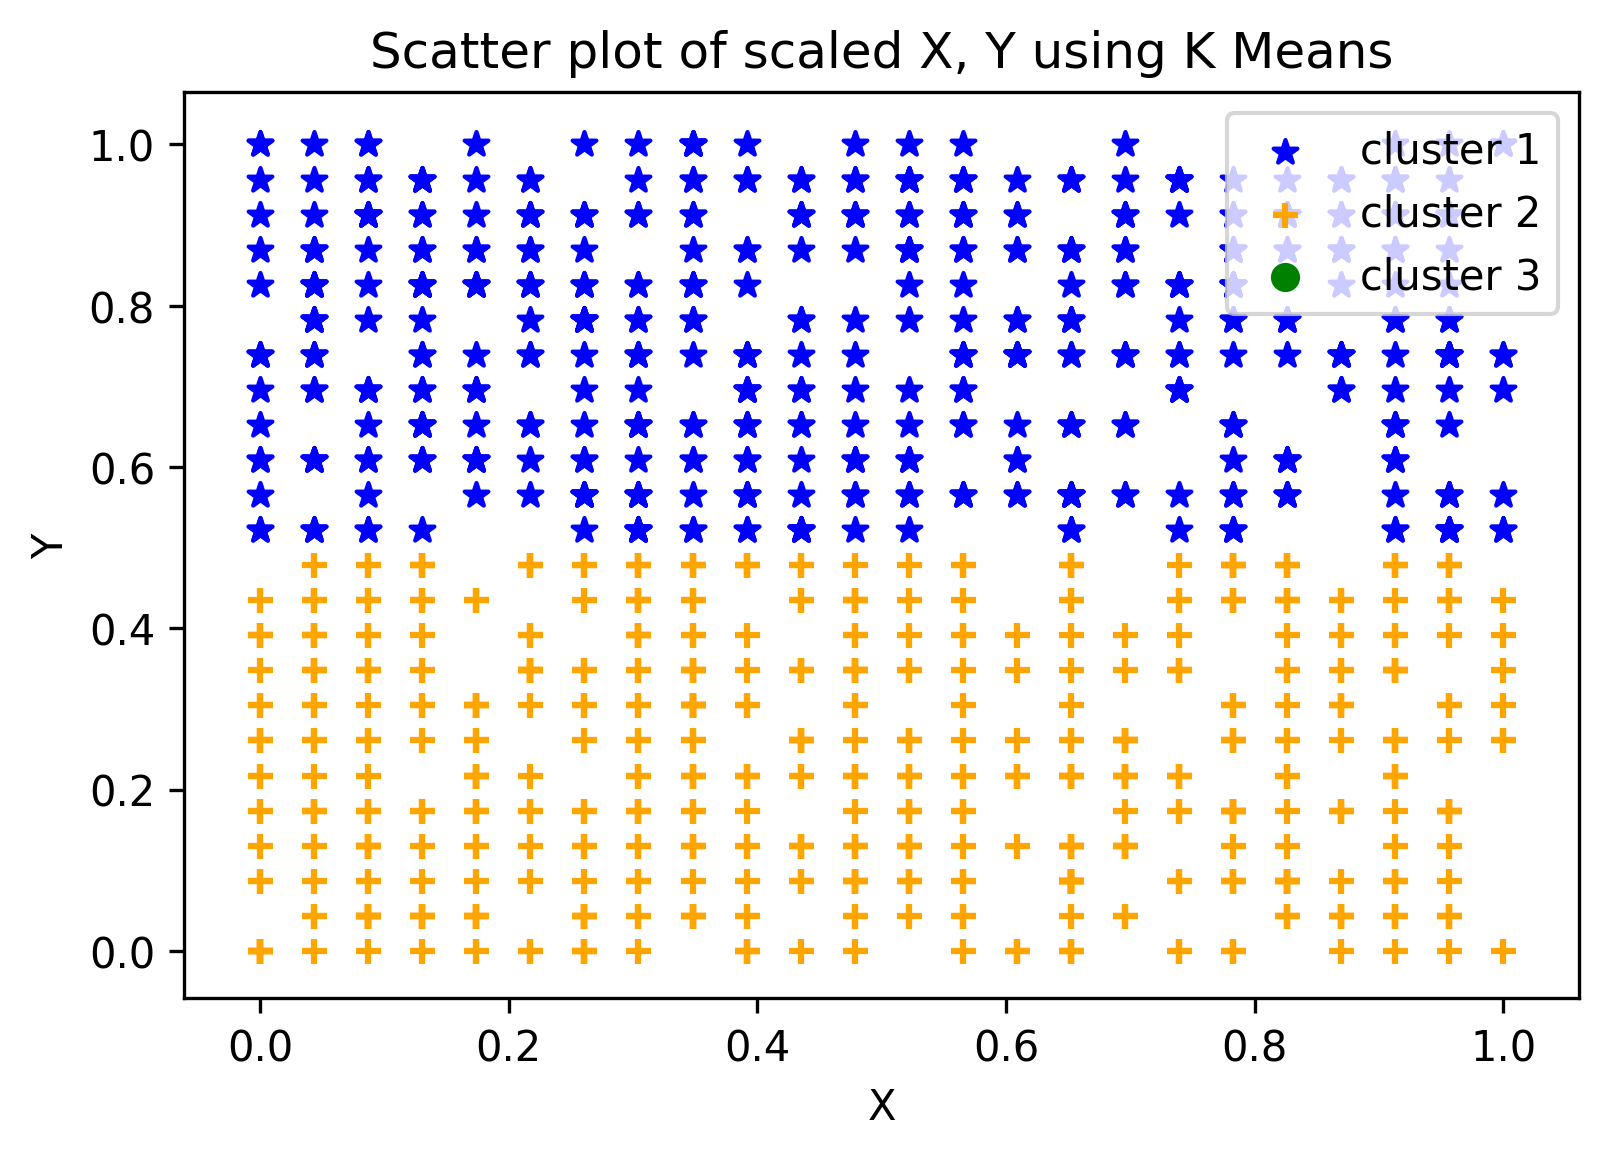 Scatter plot of scaled X, Y using K Means
1.0
0.8
0.6
0.4
0.2
0.0
Y
cluster 1
cluster 2
cluster 3
0.0 0.2 0.4 0.6 0.8 1.0
X